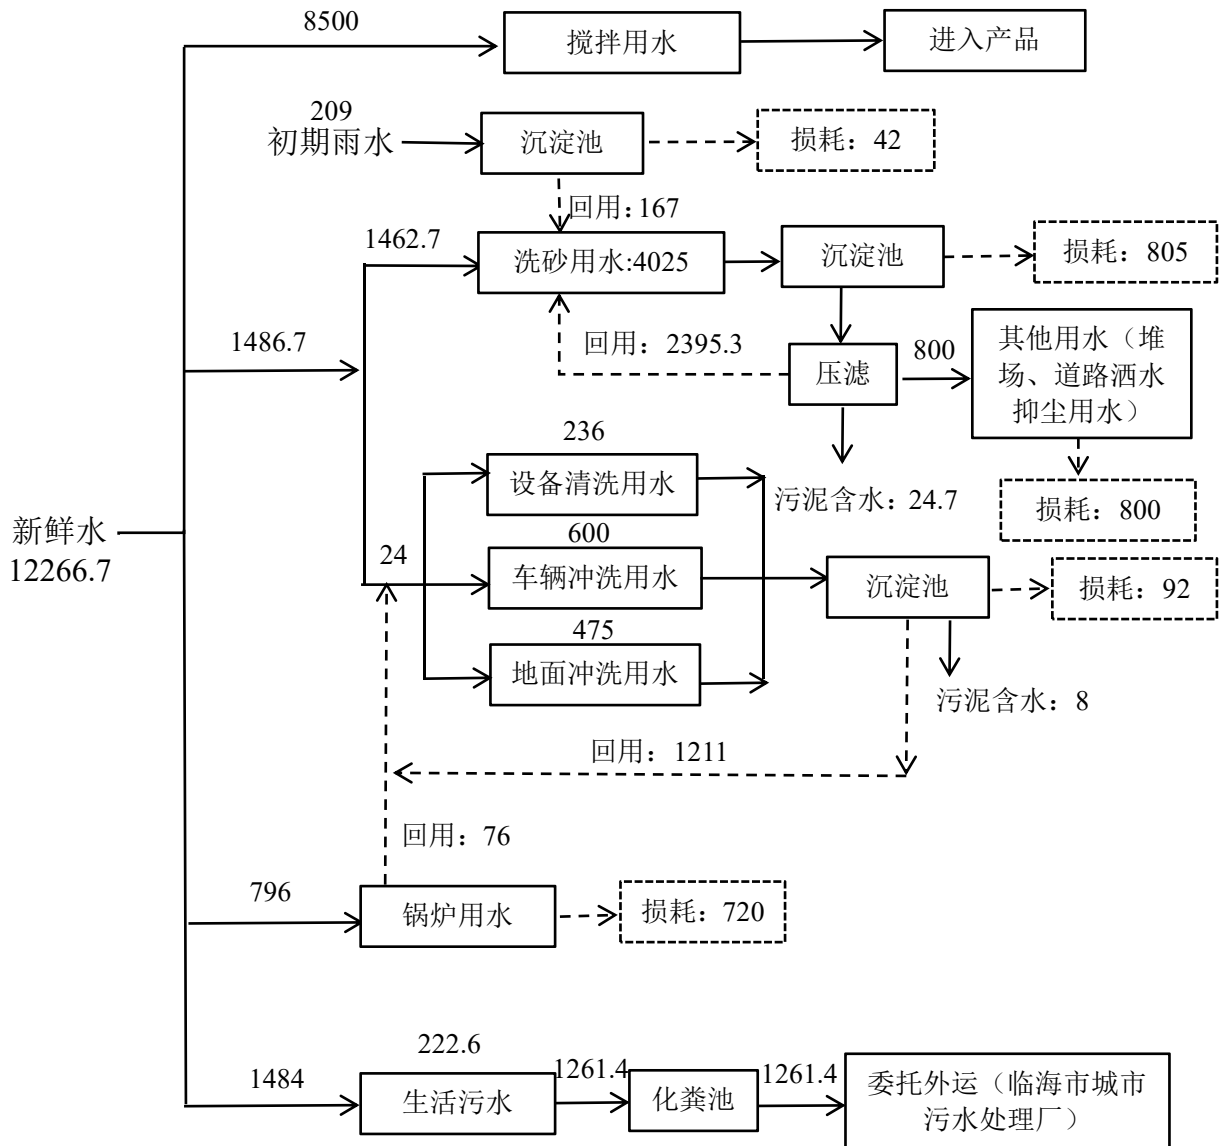 8500
搅拌用水
进入产品
209
初期雨水
沉淀池
损耗：42
回用：167
1462.7
洗砂用水:4025
沉淀池
损耗：805
1486.7
回用：2395.3
压滤
800
其他用水（堆
场、道路洒水
抑尘用水）
236
设备清洗用水
污泥含水：24.7
损耗：800
新鲜水
12266.7
24
600
车辆冲洗用水
沉淀池
损耗：92
475
地面冲洗用水
污泥含水：8
回用：1211
回用：76
796
锅炉用水
损耗：720
222.6
1484
生活污水
1261.4
化粪池
1261.4
委托外运（临海市城市
污水处理厂）